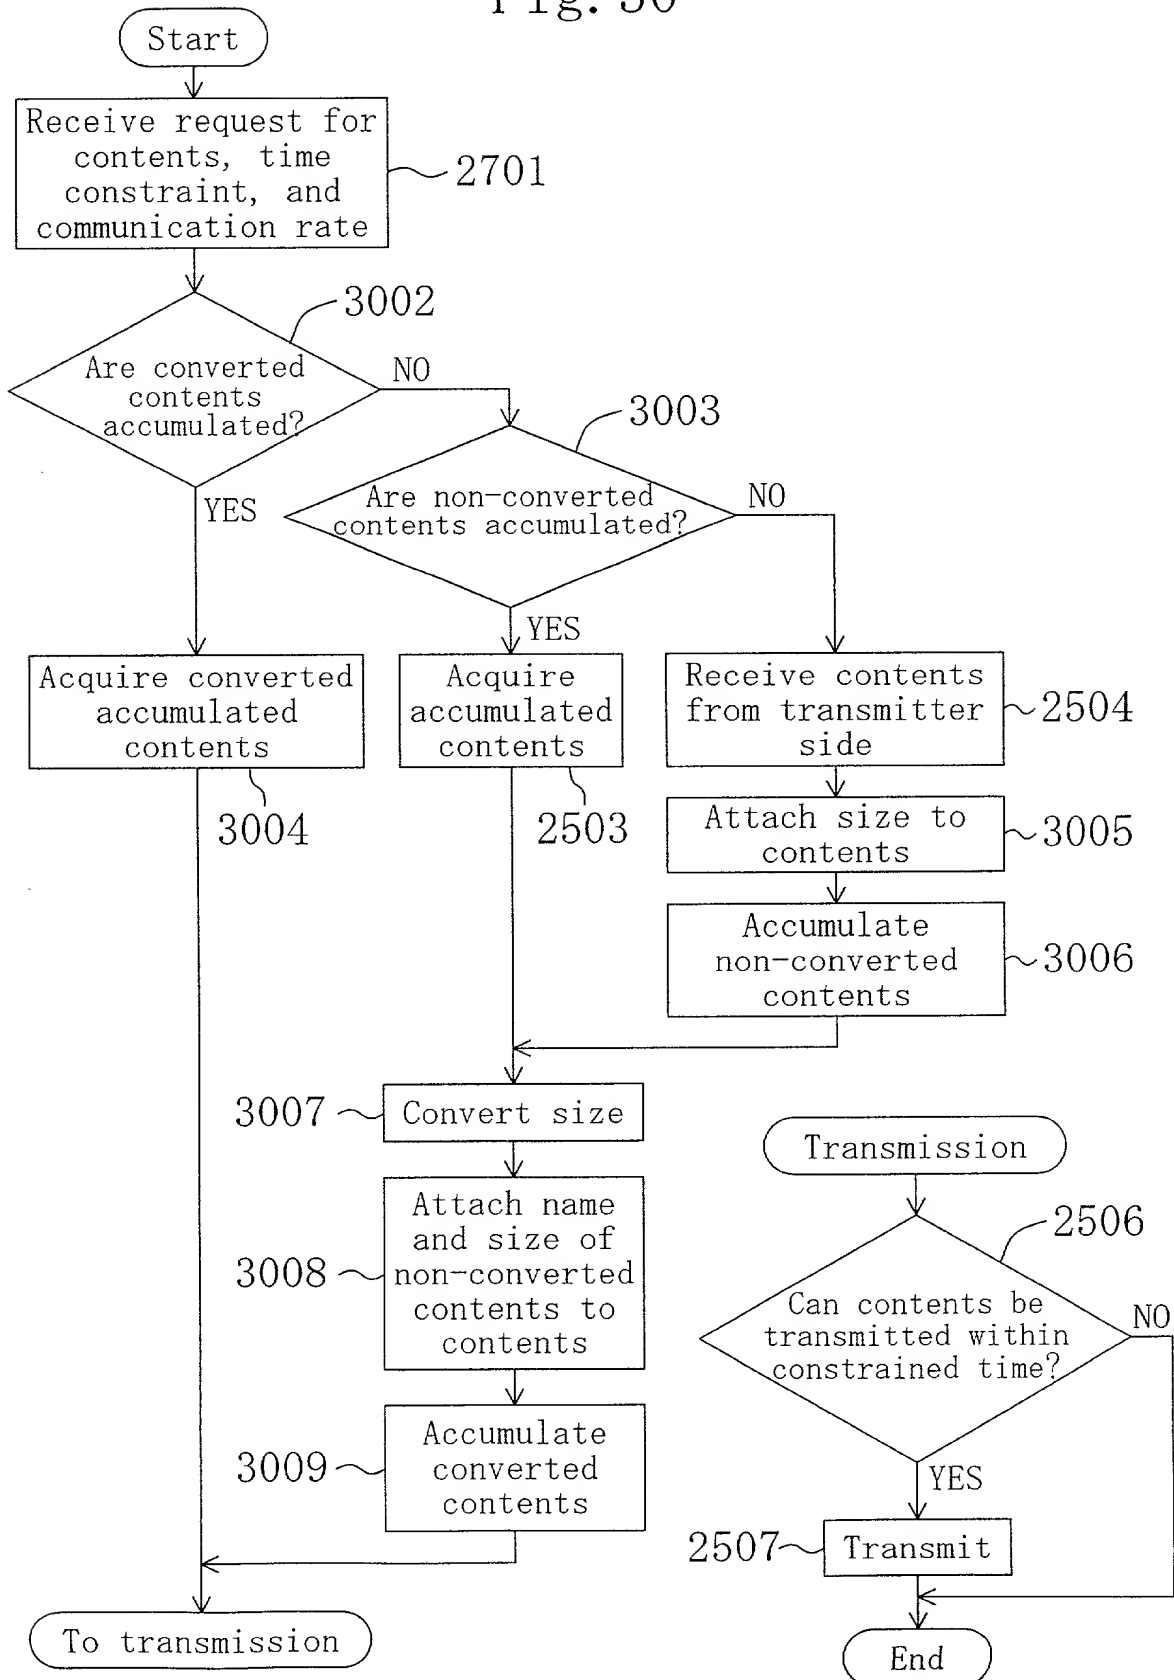 Fig. 30
Start
Receive request for
contents, time
constraint, and
communication rate
2701
3002
Are converted
contents
accumulated?
NO
YES
3003
Are non-converted
contents accumulated?
NO
YES
Acquire converted
accumulated
contents
3004
Acquire
accumulated
contents
2503
Receive contents
from transmitter
side
2504
Attach size to
contents
3005
Accumulate
non-converted
contents
3006
3007
Convert size
3008
Attach name
and size of
non-converted
contents to
contents
3009
Accumulate
converted
contents
To transmission
Transmission
2506
Can contents be
transmitted within
constrained time?
NO
YES
2507
Transmit
End